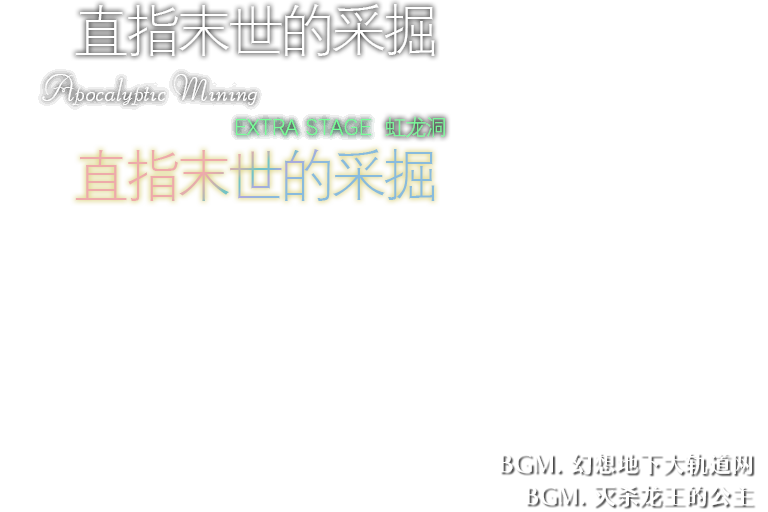 直指末世的采掘
Apocalyptic Mining
EXTRA STAGE 虹龙洞
直指末世的采掘
BGM. 幻想地下大轨道网
BGM. 灭杀龙王的公主